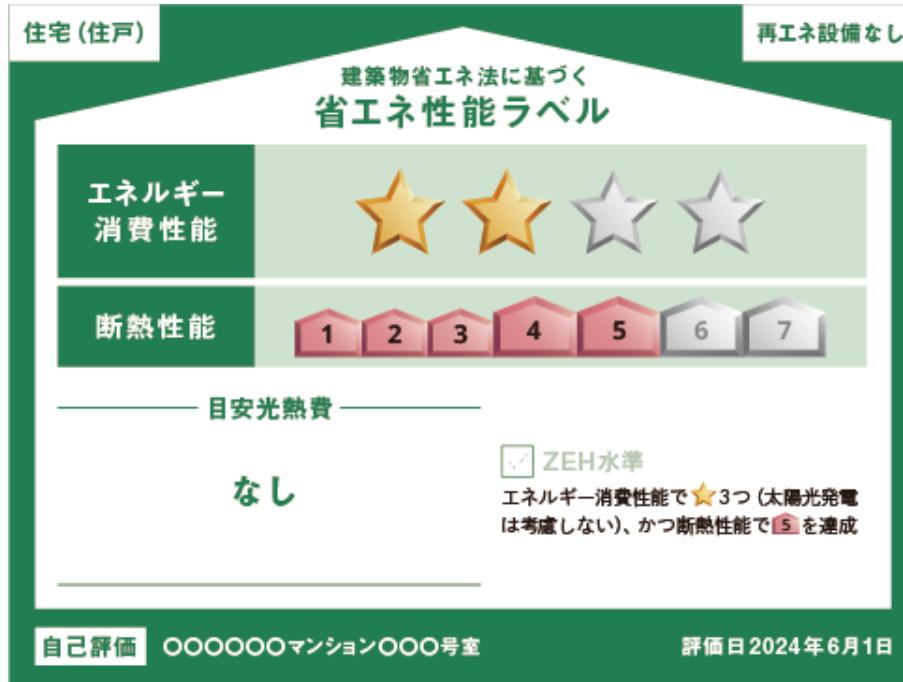 住宅(住戸)
再エネ設備なし
建築物省エネ法に基づく
省エネ性能ラベル
エネルギー
消費性能
断熱性能
1 2 3 4 5 6 7
目安光熱費
なし
ZEH水準
エネルギー消費性能で⭐3つ(太陽光発電
は考慮しない)、かつ断熱性能で5を達成
自己評価
〇〇〇〇〇〇マンション〇〇〇号室
評価日2024年6月1日